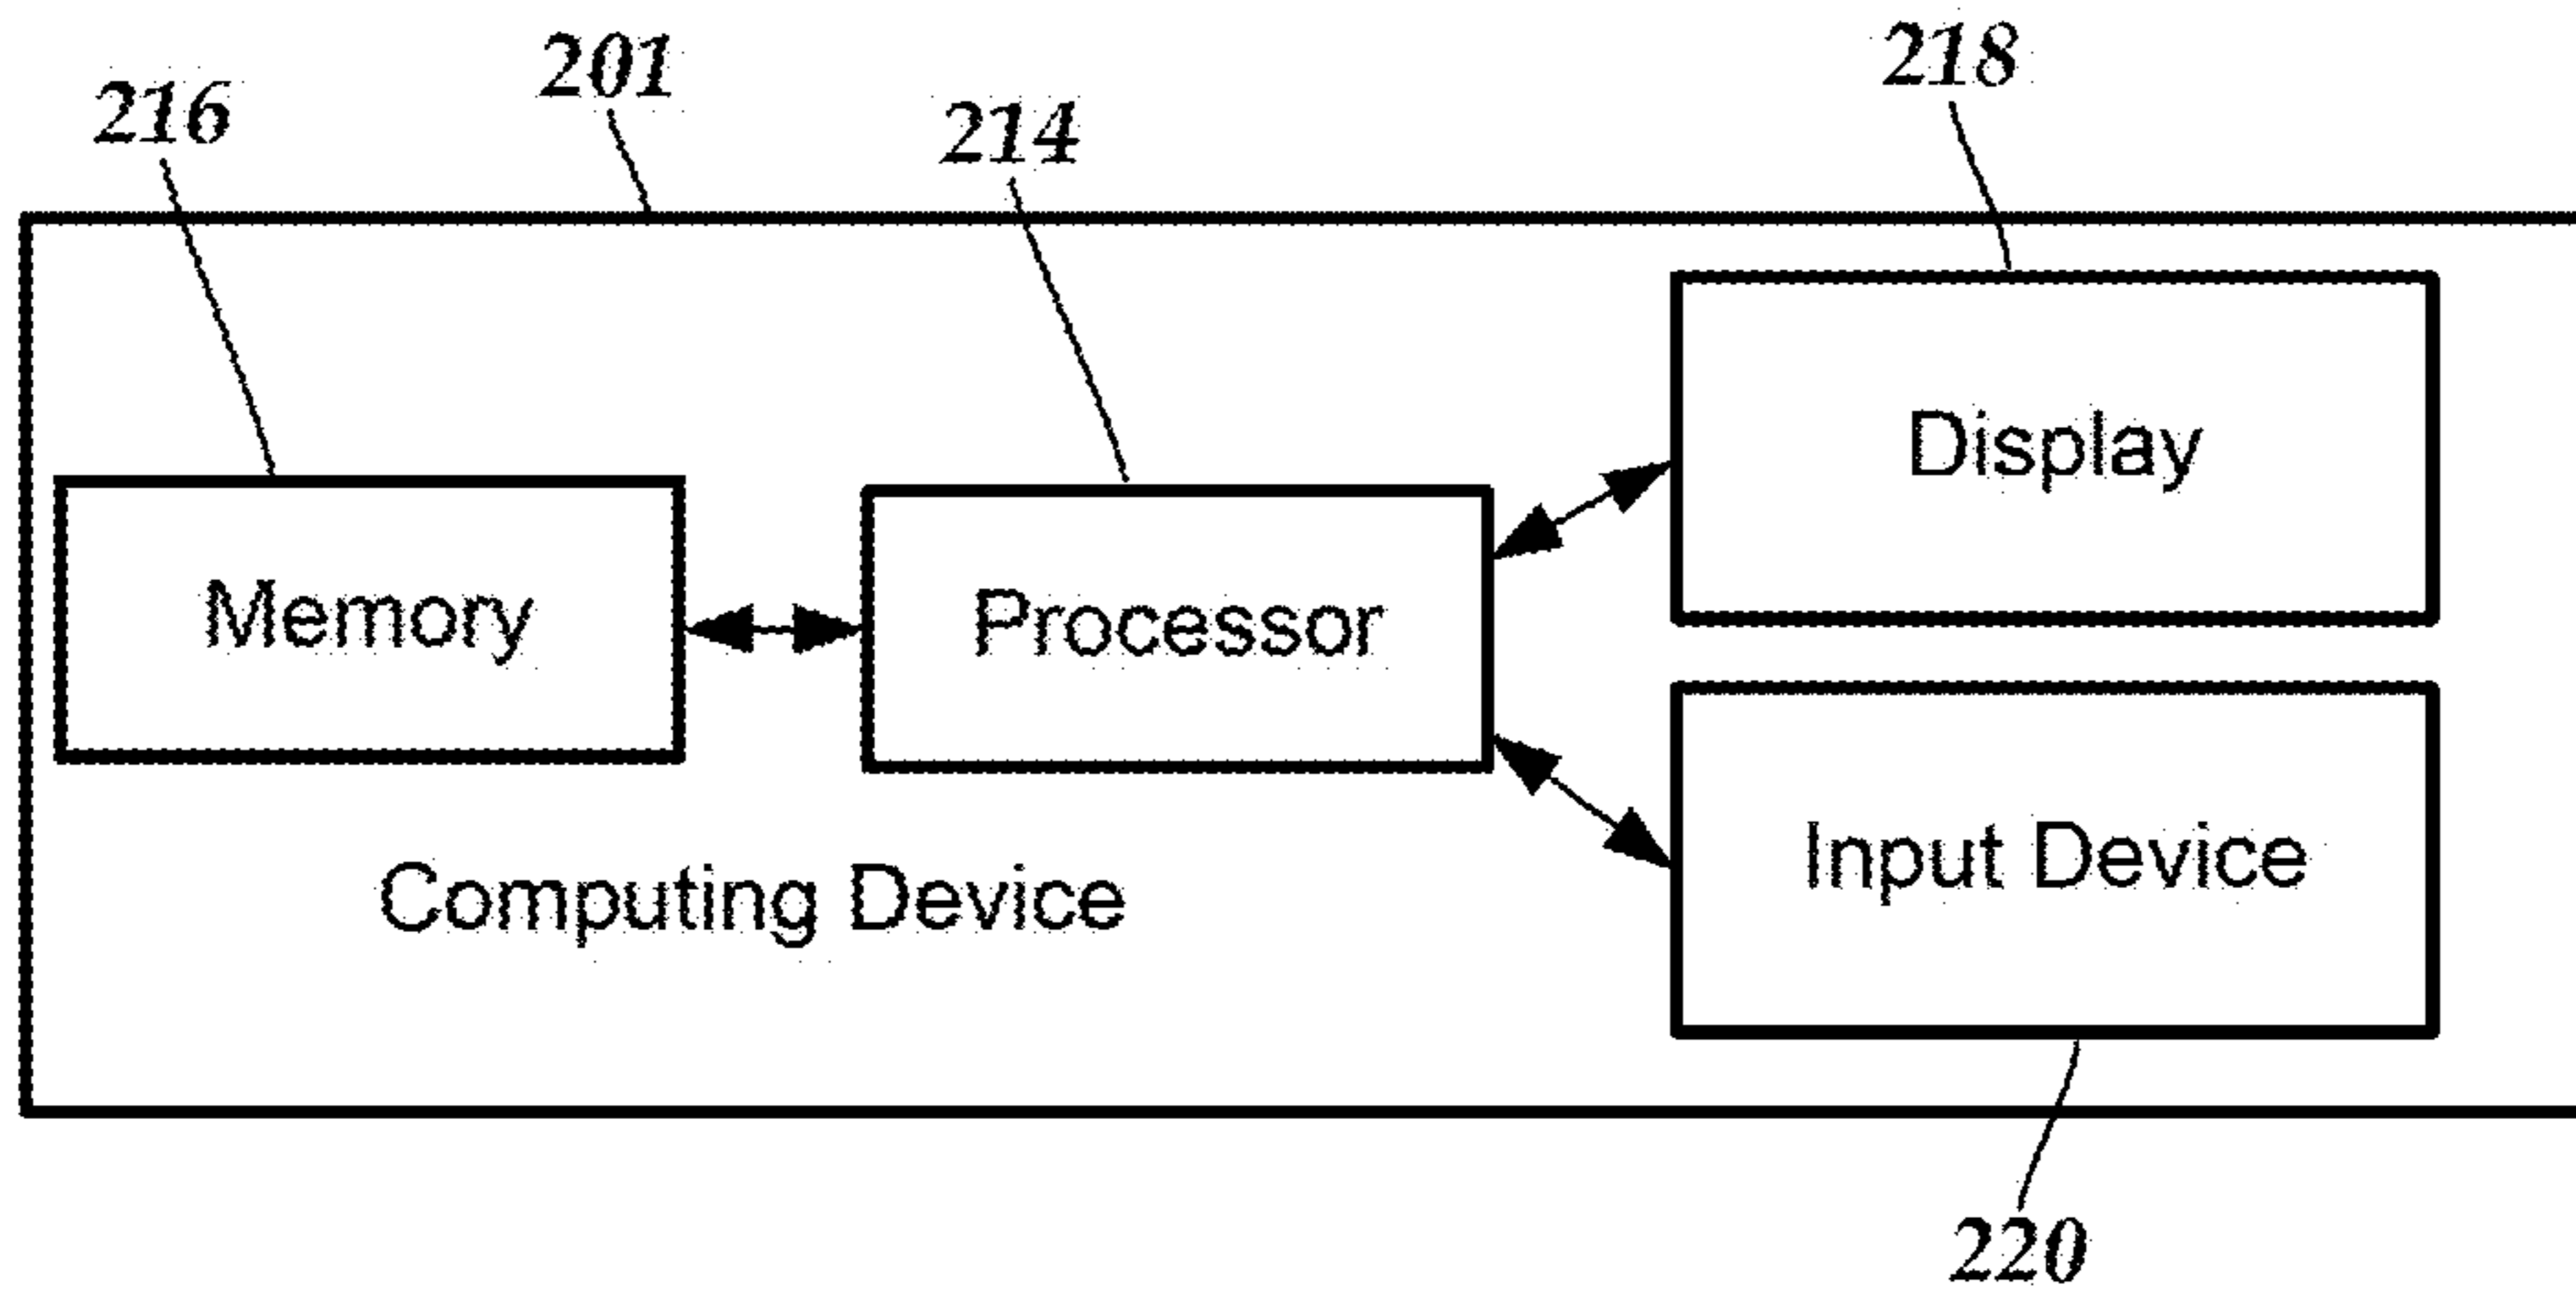 201
218
216
214
Display
Memory
Processor
Input Device
Computing Device
220